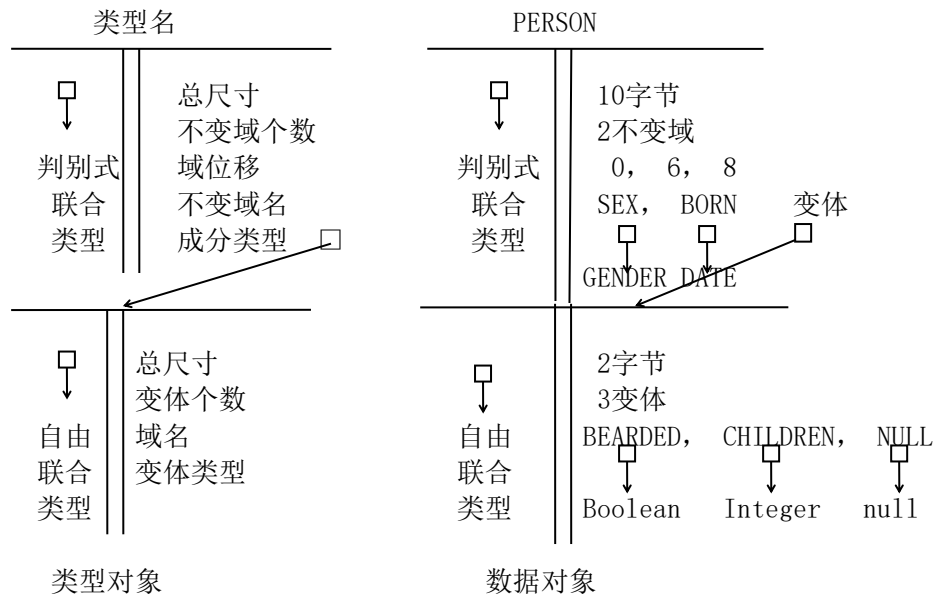 类型名
判别式
联合
类型
总尺寸
不变域个数
域位移
不变域名
成分类型
自由
联合
类型
总尺寸
变体个数
域名
变体类型
类型对象
PERSON
判别式
联合
类型
10字节
2不变域
0, 6, 8
SEX, BORN 变体
GENDER DATE
自由
联合
类型
2字节
3变体
BEARDED, CHILDREN, NULL
Boolean Integer null
数据对象